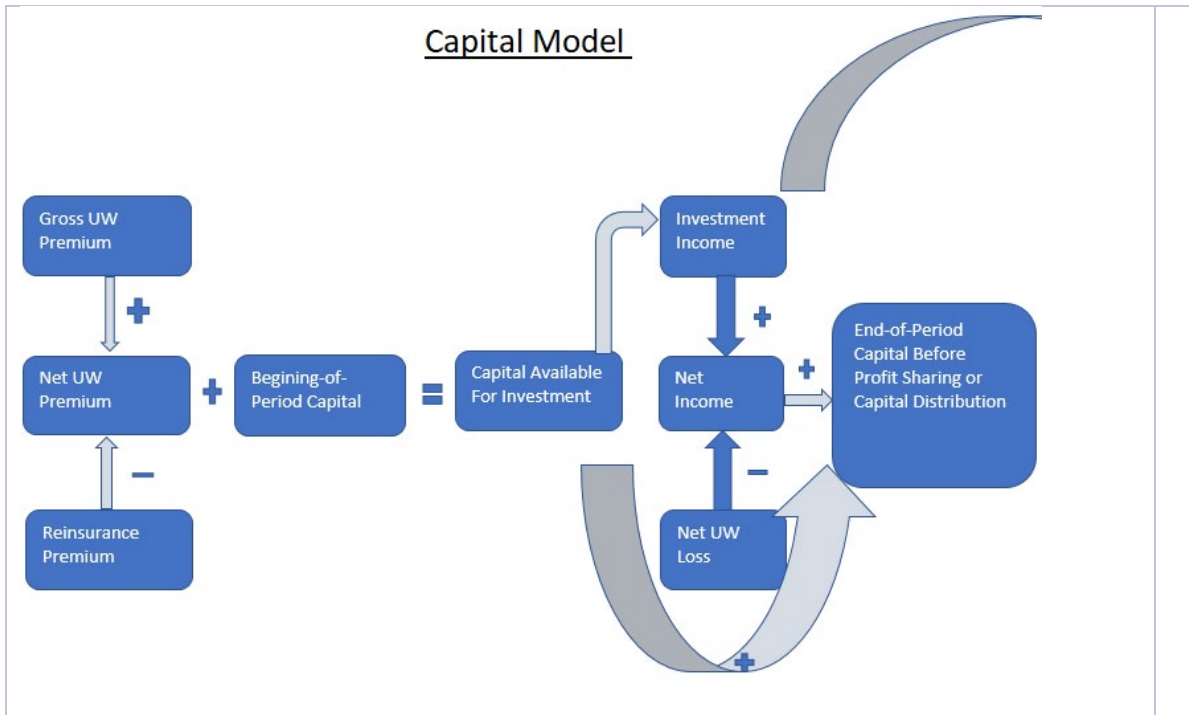 Capital Model
Gross UW
Premium
+
Net UW
Premium
+
Begining-of-
Period Capital
=
Capital Available
For Investment
−
Reinsurance
Premium
Investment
Income
+
Net
Income
+
−
Net UW
Loss
+
End-of-Period
Capital Before
Profit Sharing or
Capital Distribution